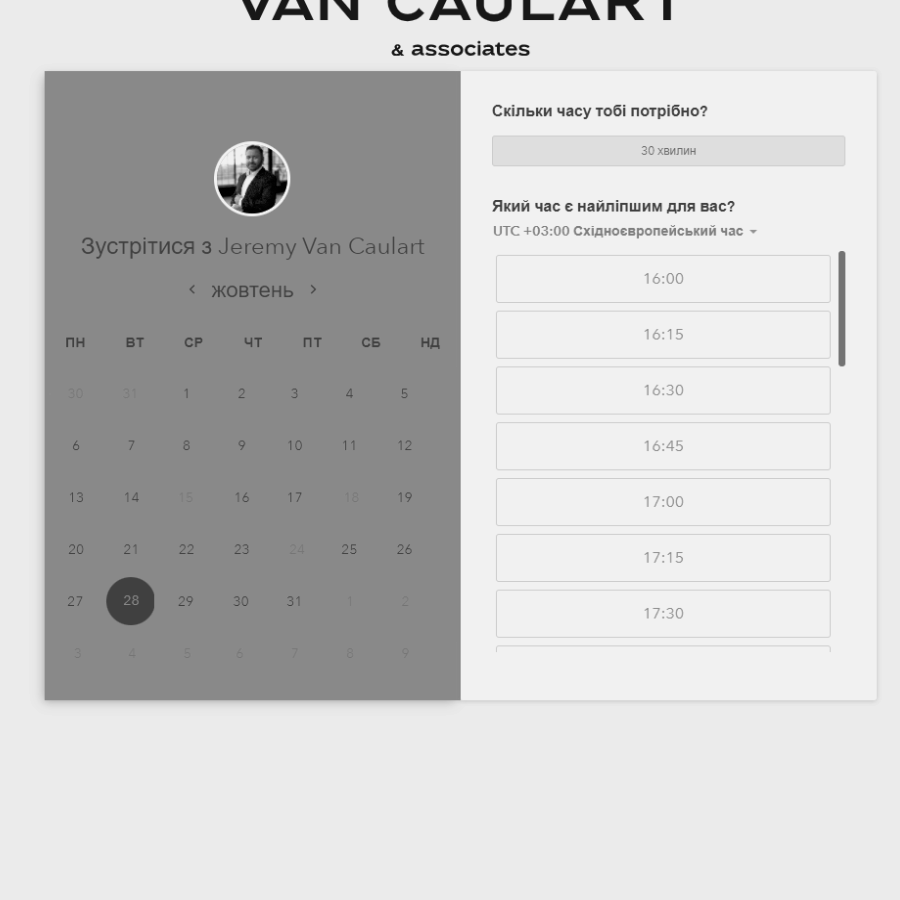 VAN CAULART
& associates
Зустрітися з Jeremy Van Caulart
жовтень
ПН ВТ СР ЧТ ПТ СБ НД
30 31 1 2 3 4 5
6 7 8 9 10 11 12
13 14 15 16 17 18 19
20 21 22 23 24 25 26
27 28 29 30 31 1 2
3 4 5 6 7 8 9
Скільки часу тобі потрібно?
30 хвилин
Який час є найліпшим для вас?
UTC +03:00 Східноєвропейський час
16:00
16:15
16:30
16:45
17:00
17:15
17:30